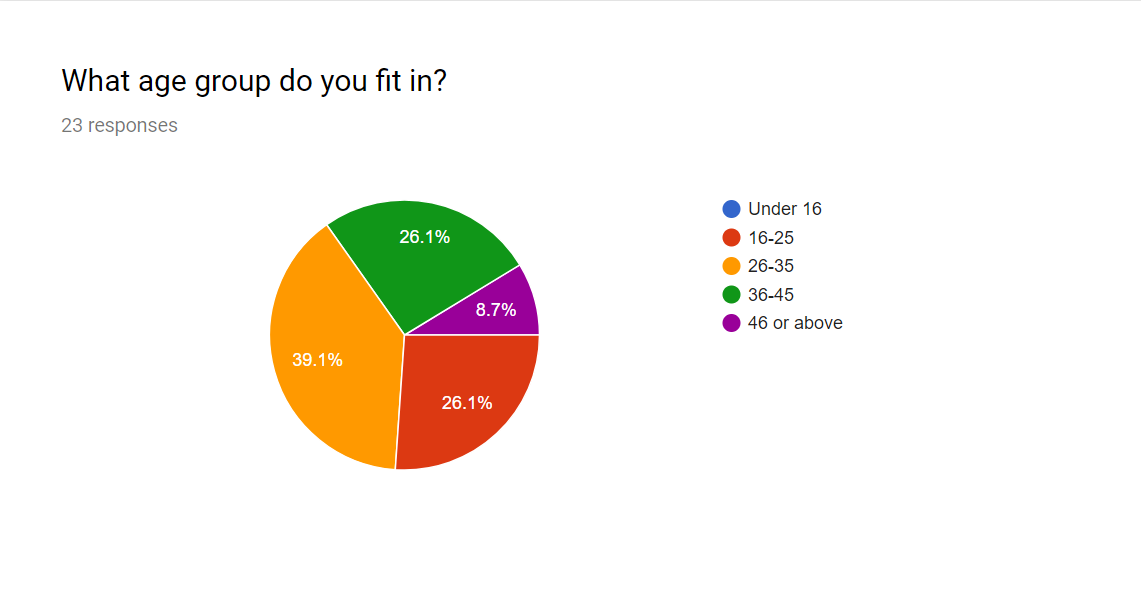 What age group do you fit in?
23 responses
26.1%
8.7%
39.1%
26.1%
Under 16
16-25
26-35
36-45
46 or above